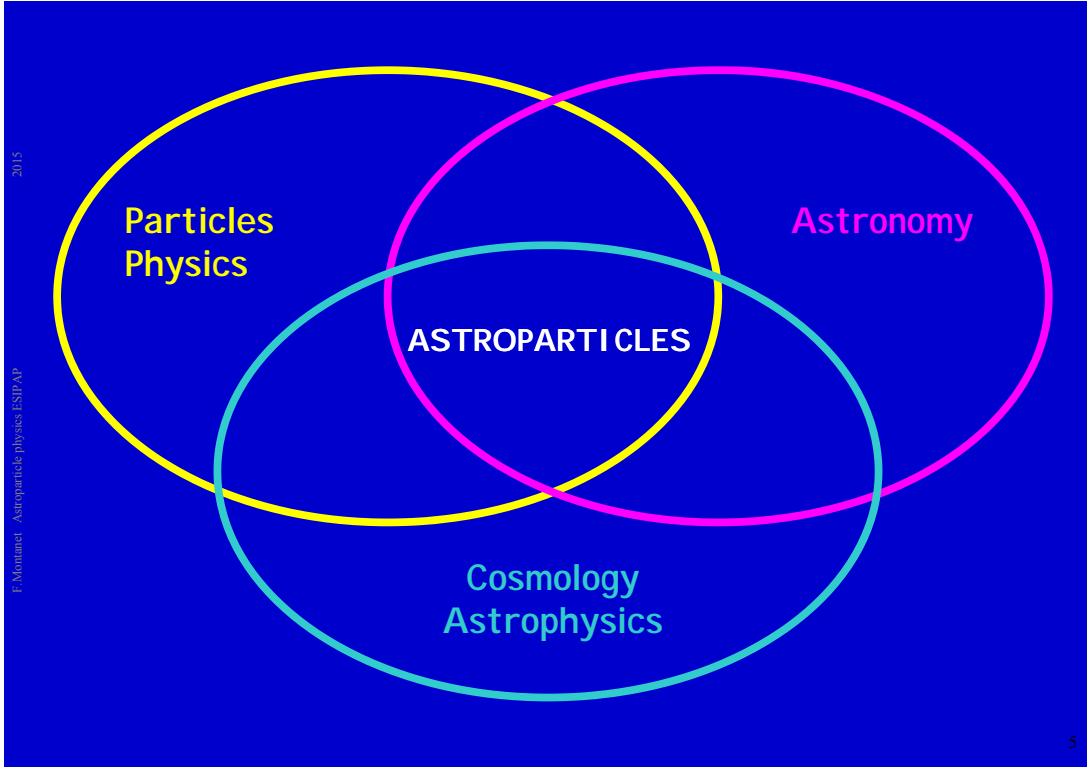 Particles
Physics
Astronomy
ASTROPARTICLES
Cosmology
Astrophysics
F.Montanet Astroparticle physics ESIPAP 2015
5